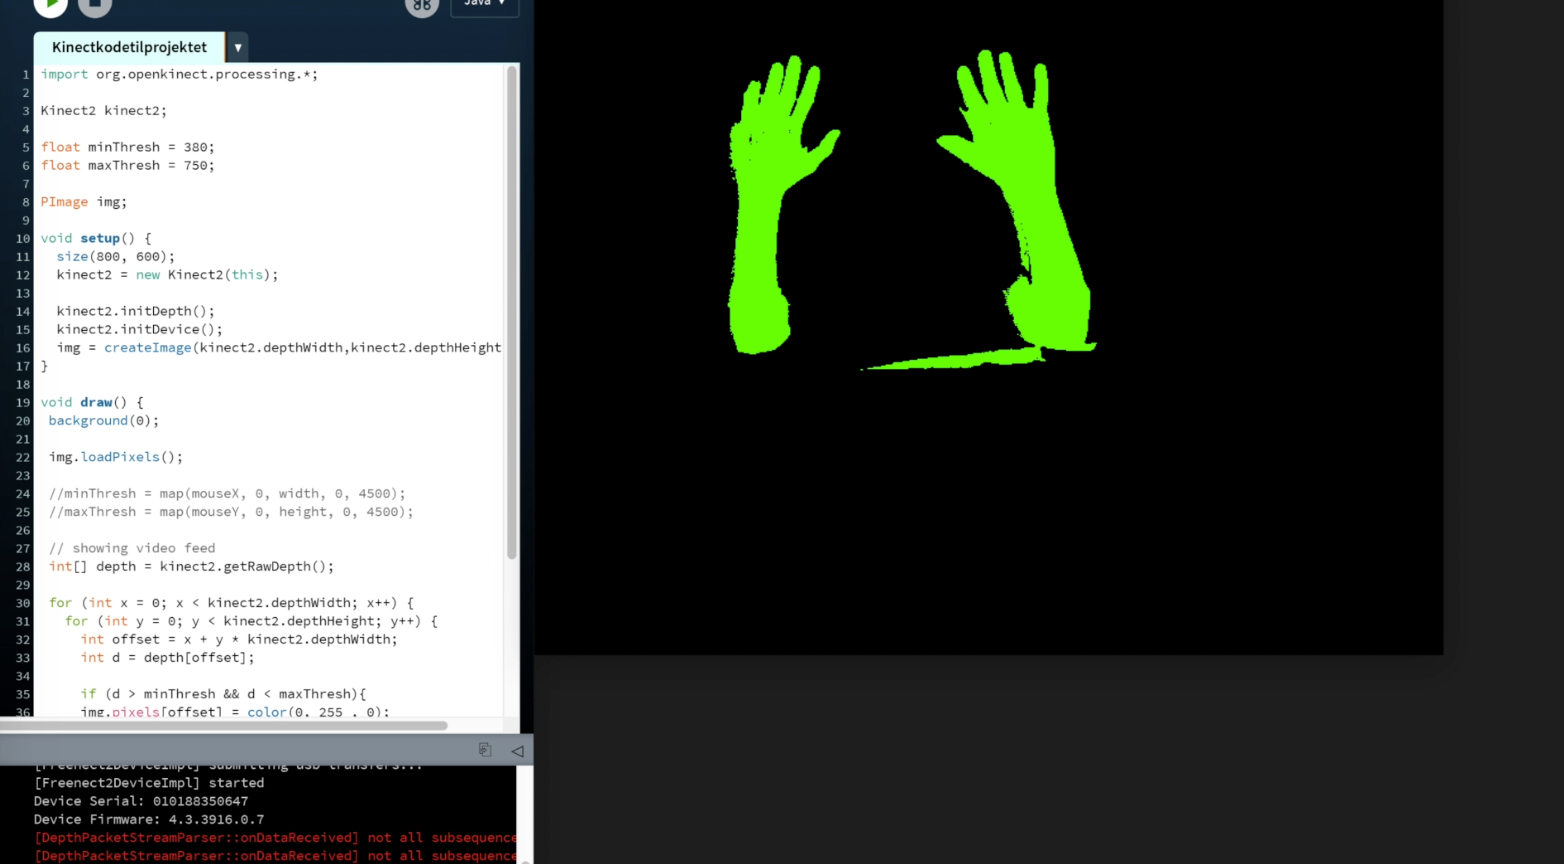 Java
Kinectkodetilprojektet
1 import org.openkinect.processing.*;
2
3 Kinect2 kinect2;
4
5 float minThresh = 380;
6 float maxThresh = 750;
7
8 PImage img;
9
10 void setup() {
11 size(800, 600);
12 kinect2 = new Kinect2(this);
13
14 kinect2.initDepth();
15 kinect2.initDevice();
16 img = createImage(kinect2.depthWidth,kinect2.depthHeight
17 }
18
19 void draw() {
20 background(0);
21
22 img.loadPixels();
23
24 //minThresh = map(mouseX, 0, width, 0, 4500);
25 //maxThresh = map(mouseY, 0, height, 0, 4500);
26
27 // showing video feed
28 int[] depth = kinect2.getRawDepth();
29
30 for (int x = 0; x < kinect2.depthWidth; x++) {
31 for (int y = 0; y < kinect2.depthHeight; y++) {
32 int offset = x + y * kinect2.depthWidth;
33 int d = depth[offset];
34
35 if (d > minThresh && d < maxThresh){
36 img.pixels[offset] = color(0, 255 , 0);
[Freenect2DeviceImpl] submitting usb transfers...
[Freenect2DeviceImpl] started
Device Serial: 010188350647
Device Firmware: 4.3.3916.0.7
[DepthPacketStreamParser::onDataReceived] not all subsequence
[DepthPacketStreamParser::onDataReceived] not all subsequence